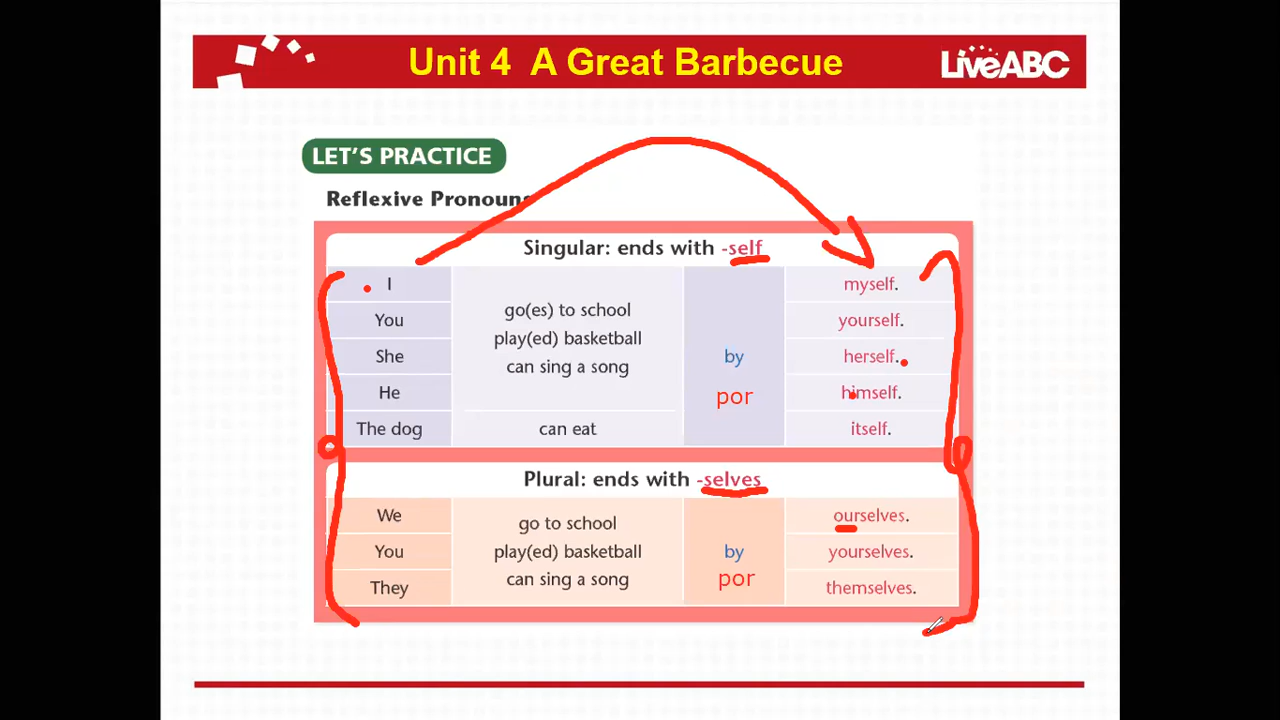 Unit 4 A Great Barbecue
LiveABC
LET'S PRACTICE
Reflexive Pronouns
Singular: ends with -self
I
go(es) to school
play(ed) basketball
can sing a song
by
por
myself.
You
yourself.
She
herself.
He
himself.
The dog
can eat
itself.
Plural: ends with -selves
We
go to school
play(ed) basketball
can sing a song
by
por
ourselves.
You
yourselves.
They
themselves.